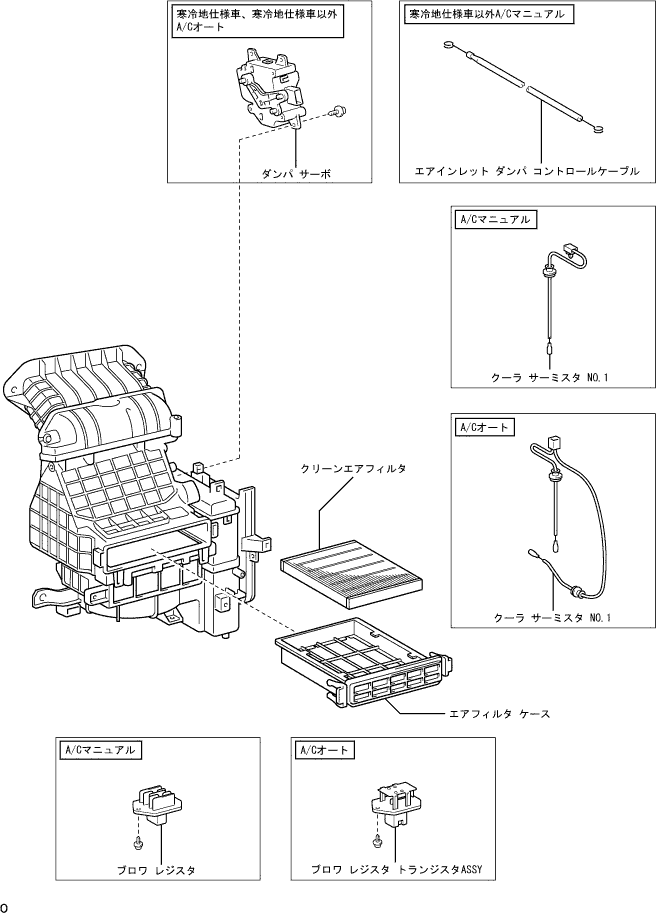 寒冷地仕様車、寒冷地仕様車以外
A/Cオート
ダンパ サーボ
寒冷地仕様車以外A/Cマニュアル
エアインレット ダンパ コントロールケーブル
A/Cマニュアル
クーラ サーミスタ NO.1
A/Cオート
クーラ サーミスタ NO.1
クリーンエアフィルタ
エアフィルタ ケース
A/Cマニュアル
ブロワ レジスタ
A/Cオート
ブロワ レジスタ トランジスタASSY
O